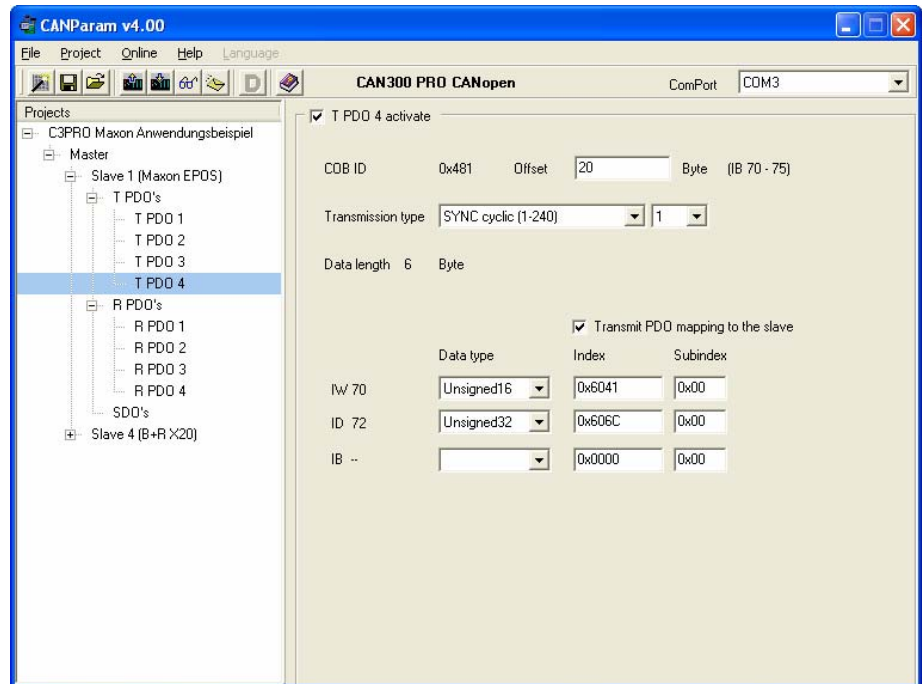 CANParam v4.00
File Project Online Help Language
D CAN300 PRO CANopen ComPort COM3
Projects
C3PRO Maxon Anwendungsbeispiel
Master
Slave 1 (Maxon EPOS)
T PDO's
T PDO 1
T PDO 2
T PDO 3
T PDO 4
R PDO's
R PDO 1
R PDO 2
R PDO 3
R PDO 4
SDO's
Slave 4 (B+R X20)
T PDO 4 activate
COB ID 0x481 Offset 20 Byte (IB 70 - 75)
Transmission type SYNC cyclic (1-240) 1
Data length 6 Byte
Transmit PDO mapping to the slave
Data type Index Subindex
IW 70 Unsigned16 0x6041 0x00
ID 72 Unsigned32 0x606C 0x00
IB -- 0x0000 0x00